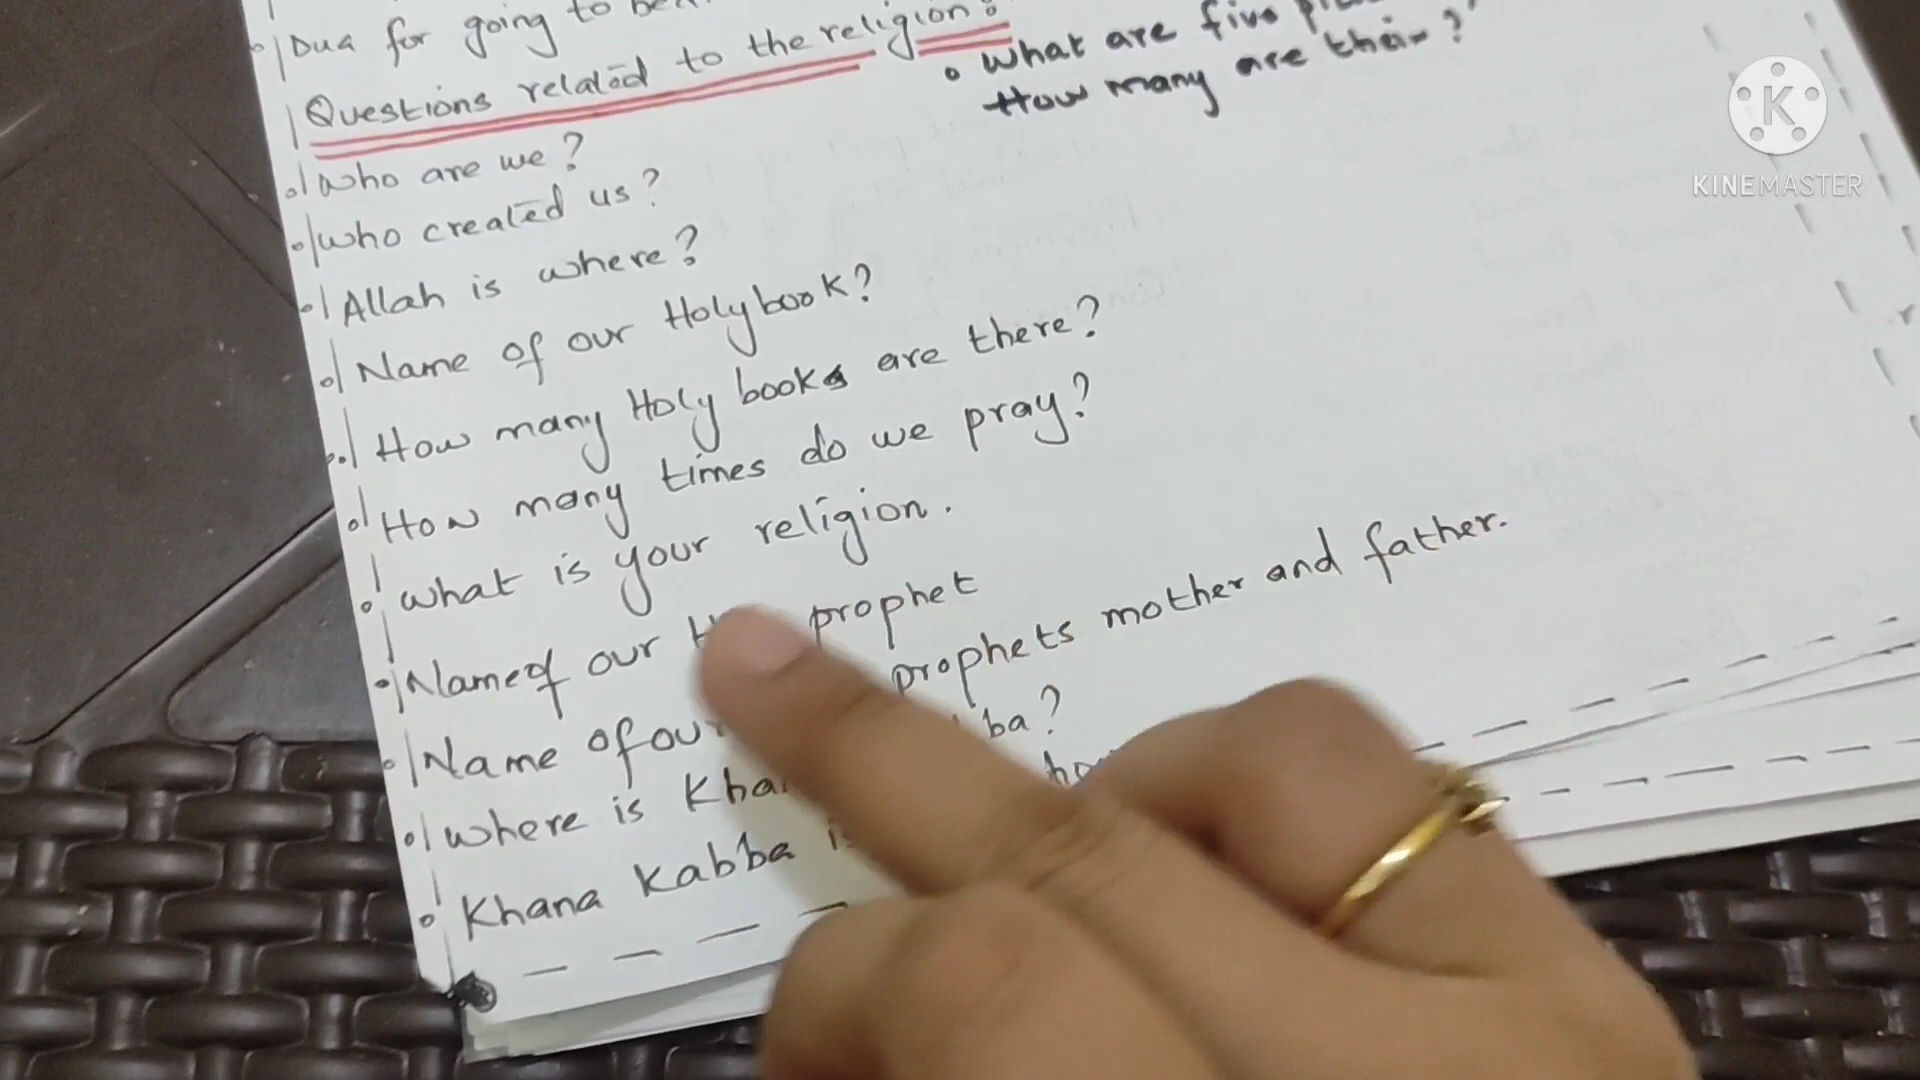 Dua for going to
Questions related to the religion:
Who are we?
Who created us?
Allah is where?
Name of our Holy book?
How many Holy books are there?
How many times do we pray?
What is your religion.
Name of our prophet
Name of our prophets mother and father.
Where is
Khana Kabba
What are five
How many are their?
KINEMASTER